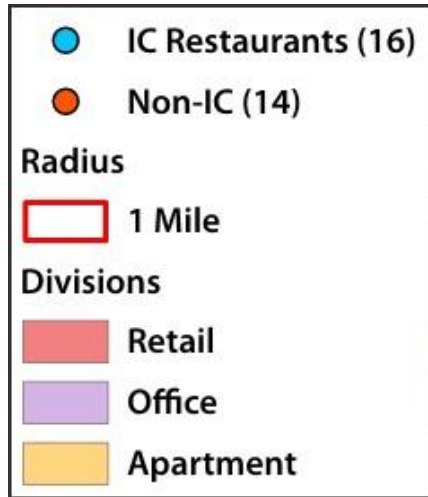 IC Restaurants (16)
Non-IC (14)
Radius
1 Mile
Divisions
Retail
Office
Apartment